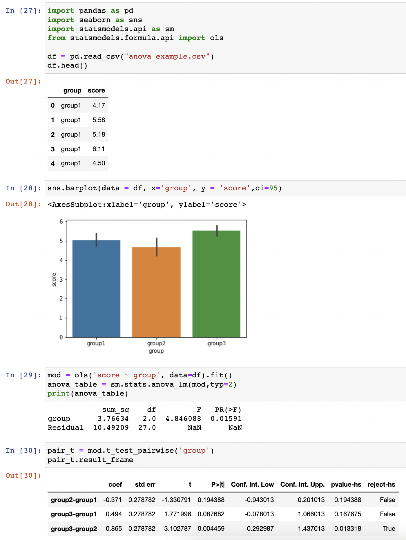 In [27]: import pandas as pd
import seaborn as sns
import statsmodels.api as sm
from statsmodels.formula.api import ols
df = pd.read_csv("anova_example.csv")
df.head()
Out[27]:
group score
0 group1 4.17
1 group1 5.58
2 group1 5.18
3 group1 6.11
4 group1 4.50
In [28]: sns.barplot(data = df, x='group', y = 'score',ci=95)
Out[28]: <AxesSubplot:xlabel='group', ylabel='score'>
6
5
4
3
2
1
0
score
group1 group2 group3
group
In [29]: mod = ols('score ~ group', data=df).fit()
anova_table = sm.stats.anova_lm(mod,typ=2)
print(anova_table)
sum_sq df F PR(>F)
group 3.76634 2.0 4.846088 0.01591
Residual 10.49209 27.0 NaN NaN
In [30]: pair_t = mod.t_test_pairwise('group')
pair_t.result_frame
Out[30]:
coef std err t P>|t| Conf. Int. Low Conf. Int. Upp. pvalue-hs reject-hs
group2-group1 -0.371 0.278782 -1.330791 0.194388 -0.943013 0.201013 0.194388 False
group3-group1 0.494 0.278782 1.771996 0.087682 -0.078013 1.066013 False
group3-group2 0.865 0.278782 3.102787 0.004459 0.292987 1.437013 0.013318 True